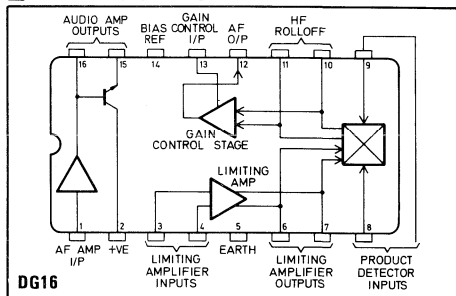 AUDIO AMP
OUTPUTS
BIAS
REF
GAIN
CONTROL
I/P
AF
O/P
HF
ROLLOFF
16
15
14
13
12
11
10
9
GAIN
CONTROL STAGE
LIMITING
AMP
1
2
3
4
5
6
7
8
AF AMP
I/P
+VE
LIMITING
AMPLIFIER
INPUTS
EARTH
LIMITING
AMPLIFIER
OUTPUTS
PRODUCT
DETECTOR
INPUTS
DG16